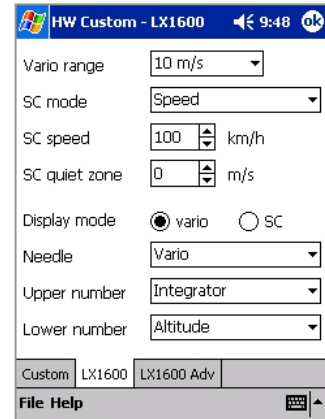 HW Custom - LX1600 9:48 ok
Vario range 10 m/s
SC mode Speed
SC speed 100 km/h
SC quiet zone 0 m/s
Display mode vario SC
Needle Vario
Upper number Integrator
Lower number Altitude
Custom LX1600 LX1600 Adv
File Help